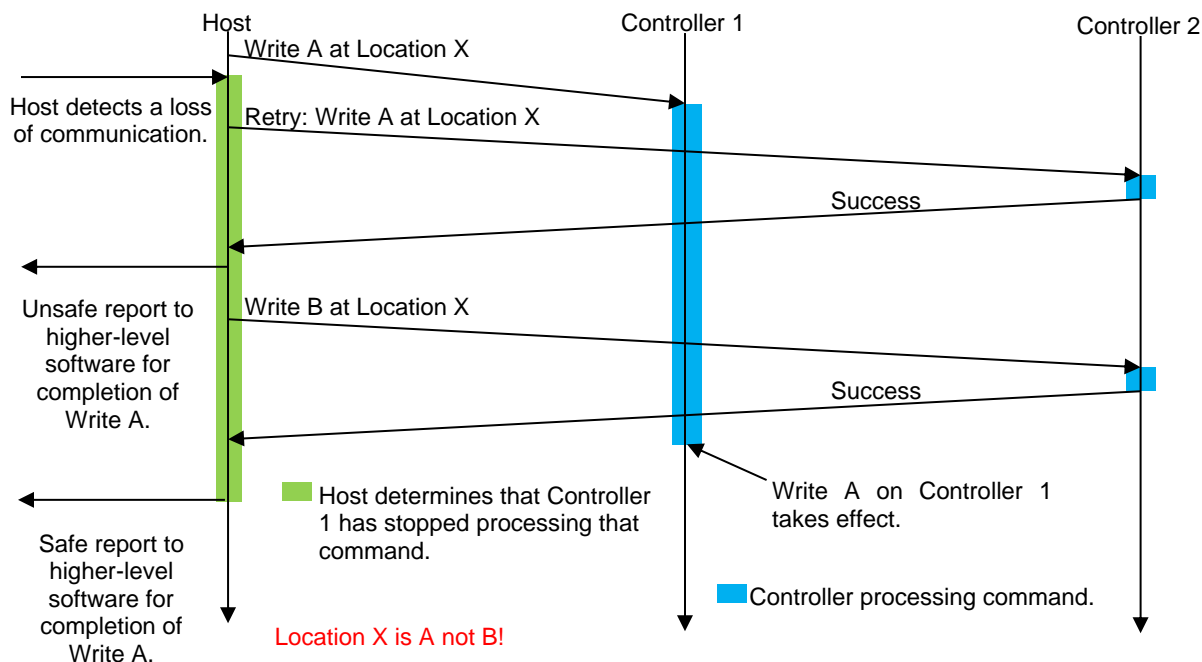 Host
Controller 1
Controller 2
Write A at Location X
Host detects a loss
of communication.
Retry: Write A at Location X
Success
Unsafe report to
higher-level
software for
completion of
Write A.
Write B at Location X
Success
Host determines that Controller
1 has stopped processing that
command.
Write A on Controller 1
takes effect.
Safe report to
higher-level
software for
completion of
Write A.
Controller processing command.
Location X is A not B!